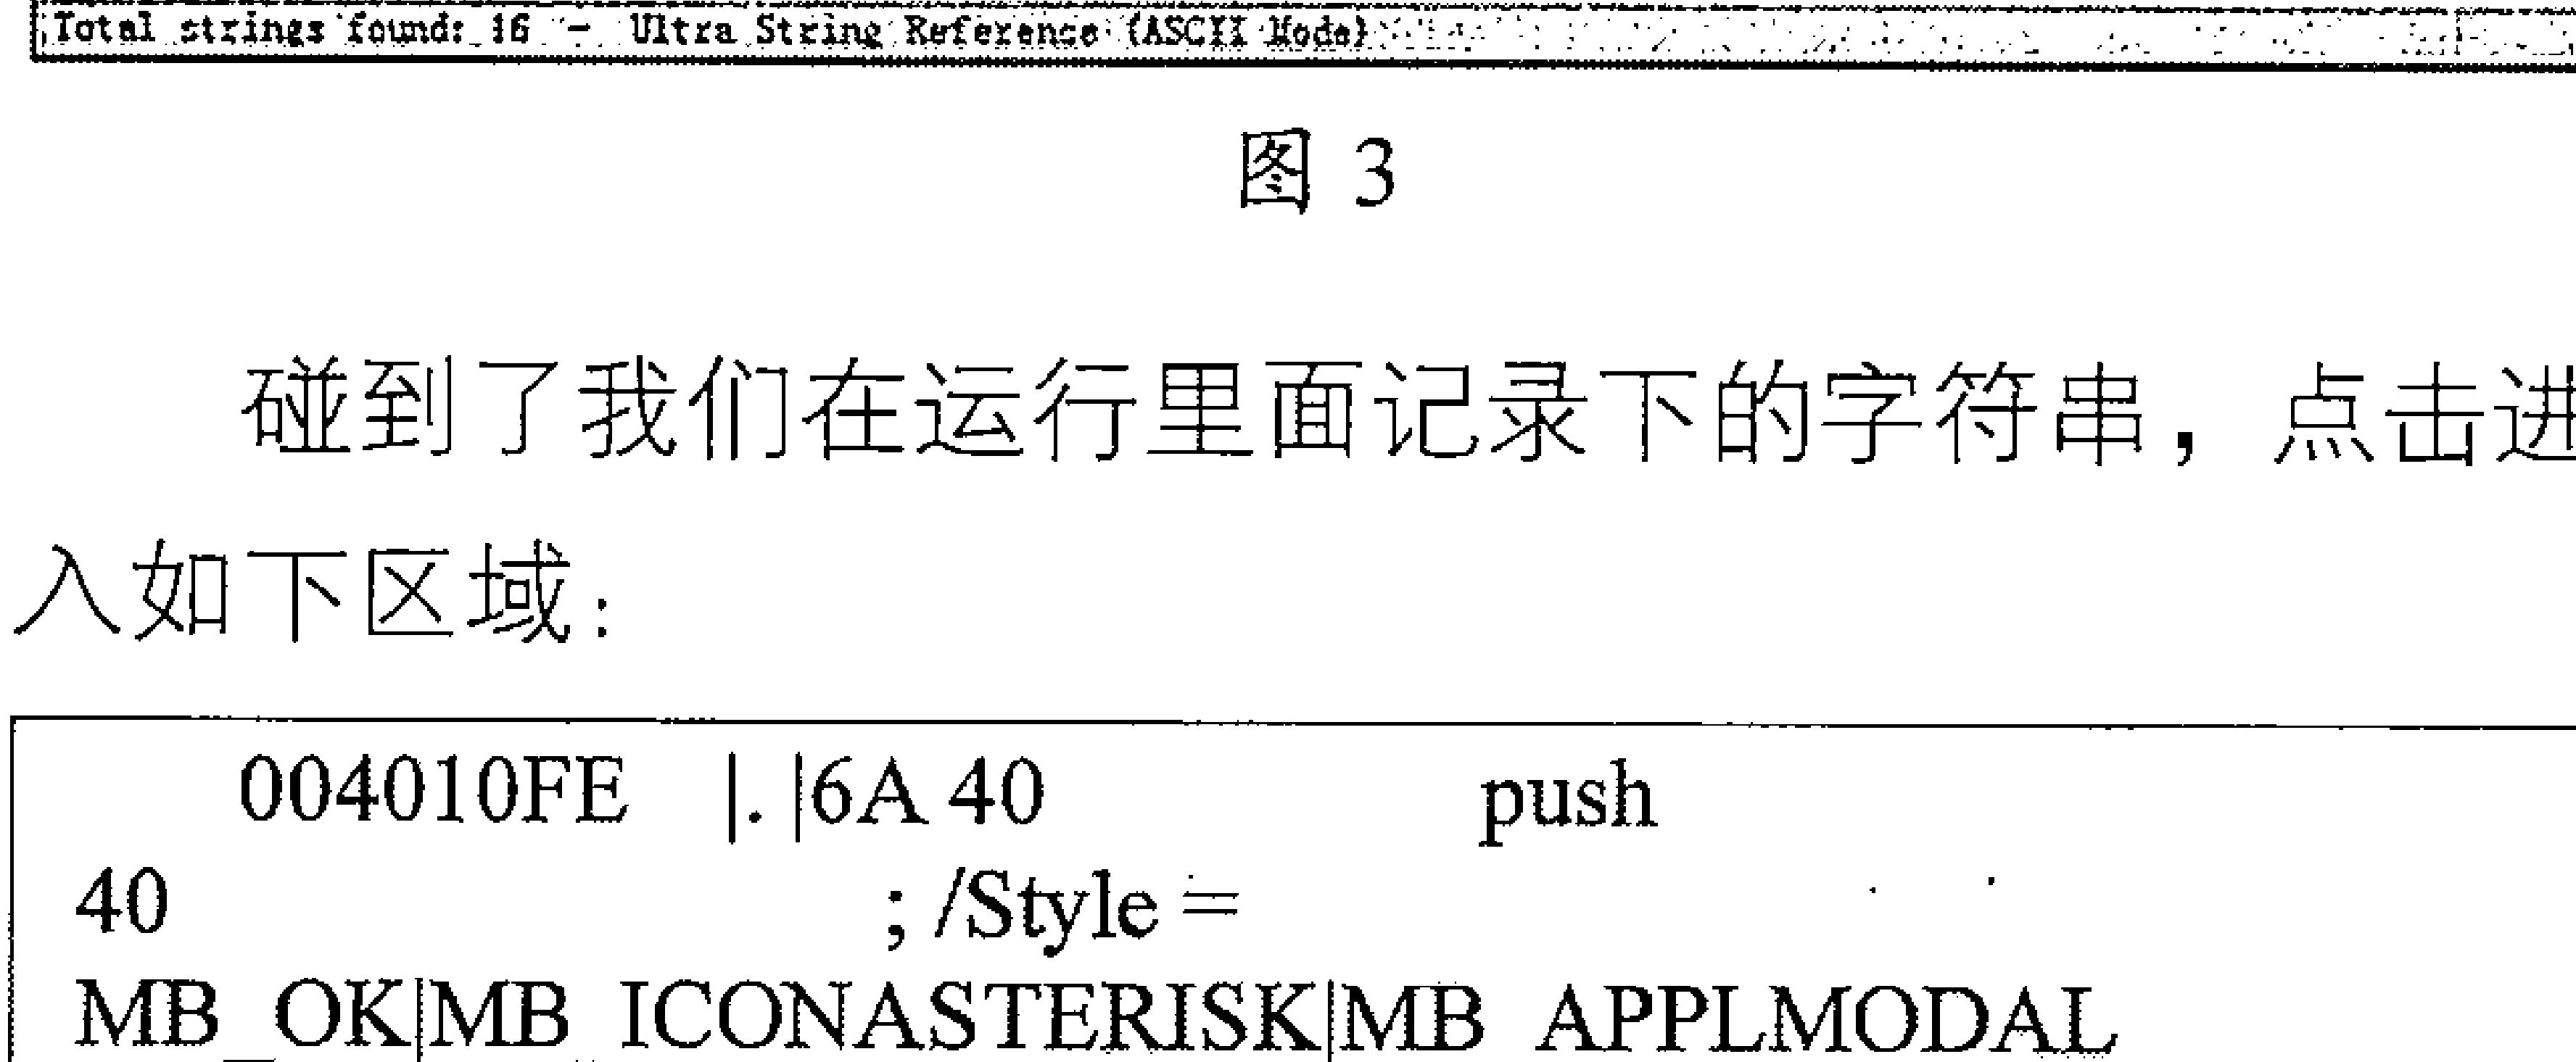 Total strings found: 16 - Ultra String Reference (ASCII Mode)
图 3
碰到了我们在运行里面记录下的字符串，点击进
入如下区域：
004010FE |. |6A 40 push
40 ; /Style =
MB_OK|MB_ICONASTERISK|MB_APPLMODAL